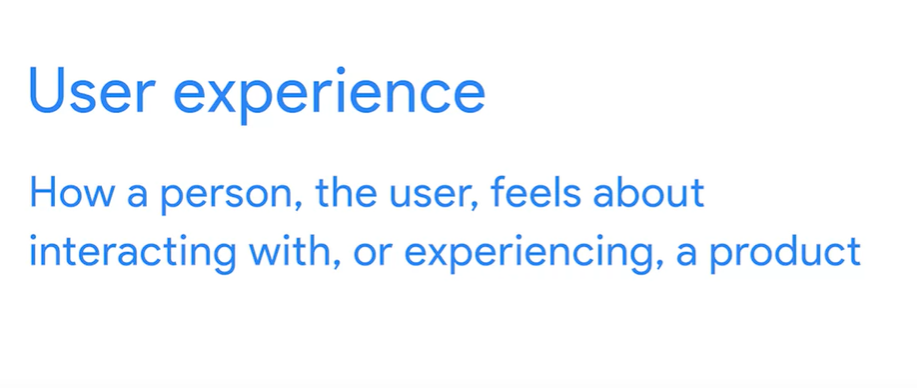 User experience
How a person, the user, feels about
interacting with, or experiencing, a product